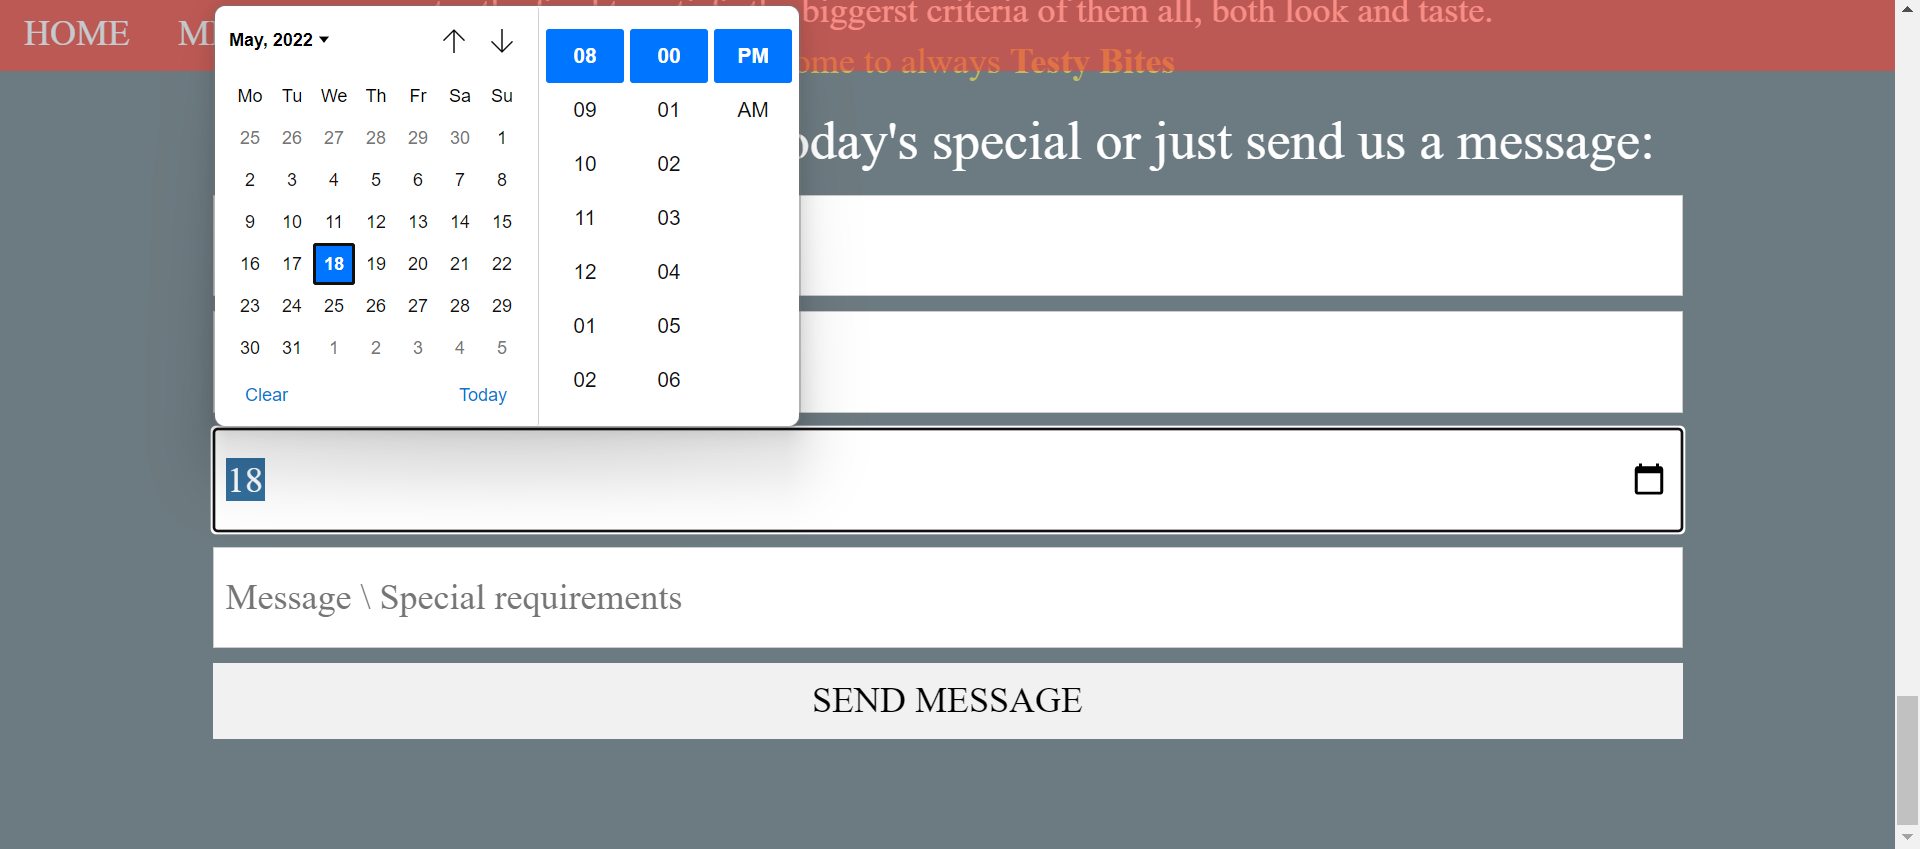 biggerst criteria of them all, both look and taste.
HOME
ome to always Testy Bites
oday's special or just send us a message:
May, 2022
Mo Tu We Th Fr Sa Su
25 26 27 28 29 30 1
2 3 4 5 6 7 8
9 10 11 12 13 14 15
16 17 18 19 20 21 22
23 24 25 26 27 28 29
30 31 1 2 3 4 5
Clear Today
08 00 PM
09 01 AM
10 02
11 03
12 04
01 05
02 06
18
Message \ Special requirements
SEND MESSAGE